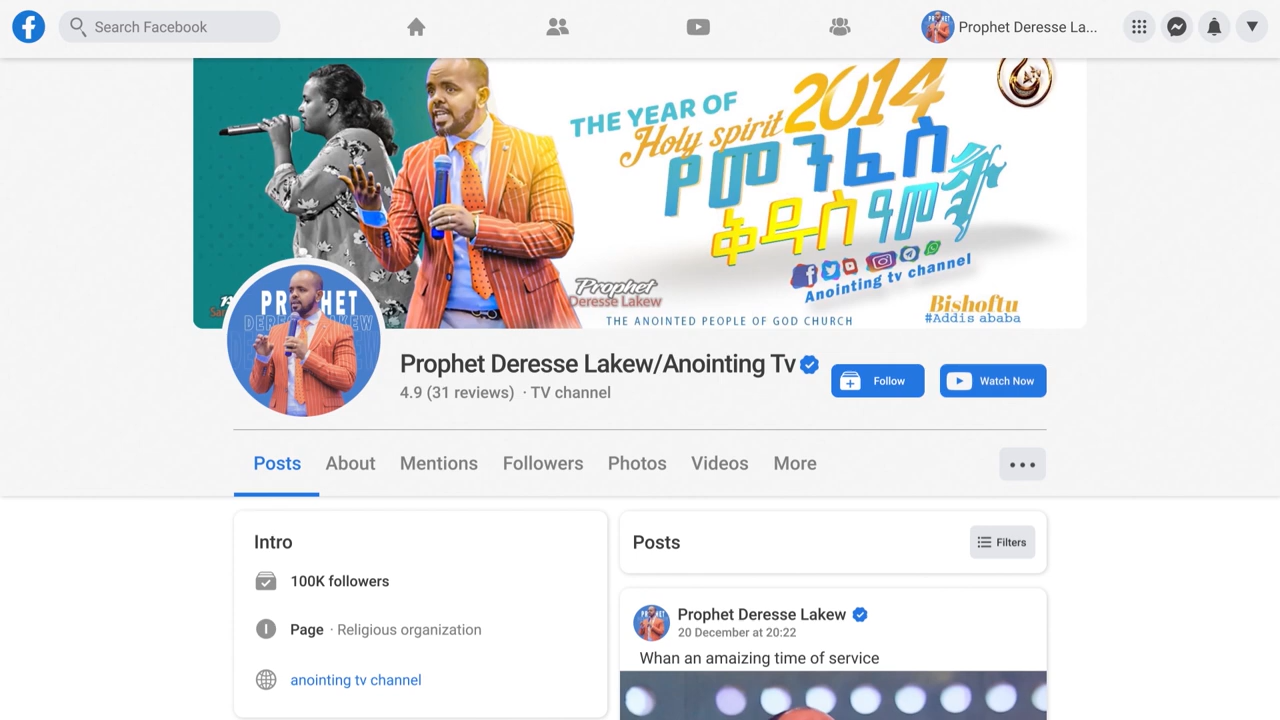 Search Facebook
Prophet Deresse La...
THE YEAR OF
Holy spirit 2014
የመንፈስ
ቅዱስ ዓመት
Anointing tv channel
Prophet
Deresse Lakew
Bishoftu
#Addis ababa
THE ANOINTED PEOPLE OF GOD CHURCH
PROPHET
DERESSE LAKEW
Prophet Deresse Lakew/Anointing Tv
4.9 (31 reviews) · TV channel
Follow
Watch Now
Posts
About
Mentions
Followers
Photos
Videos
More
Intro
100K followers
Page · Religious organization
anointing tv channel
Posts
Filters
Prophet Deresse Lakew
20 December at 20:22
Whan an amaizing time of service